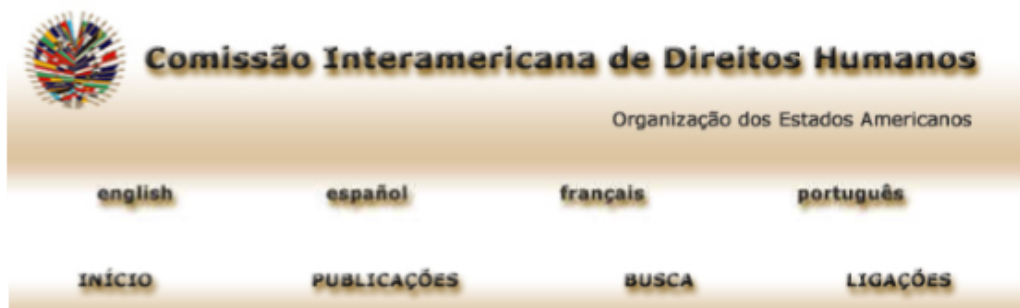 Comissão Interamericana de Direitos Humanos
Organização dos Estados Americanos
english español français português
INÍCIO PUBLICAÇÕES BUSCA LIGAÇÕES